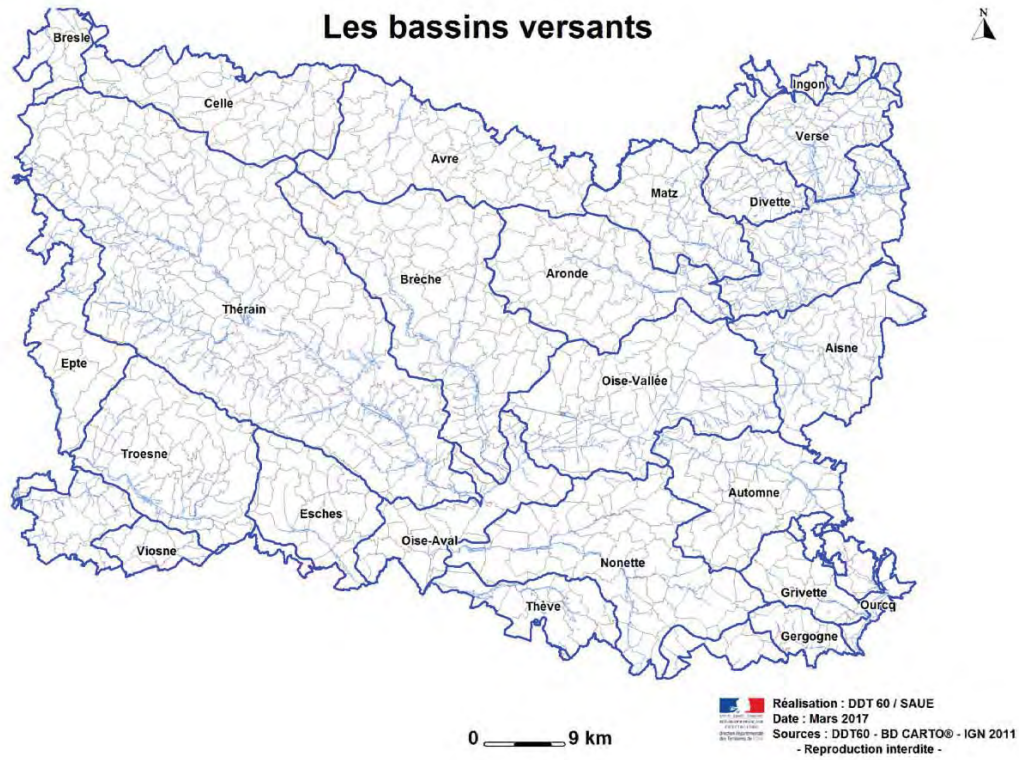 Les bassins versants
N
Bresle
Celle
Ingon
Verse
Avre
Matz
Divette
Brèche
Aronde
Thérain
Aisne
Epte
Oise-Vallée
Troesne
Automne
Esches
Oise-Aval
Viosne
Nonette
Grivette
Thève
Ourcq
Gergogne
0 9 km
Réalisation : DDT 60 / SAUE
Date : Mars 2017
Sources : DDT60 - BD CARTO® - IGN 2011
- Reproduction interdite -